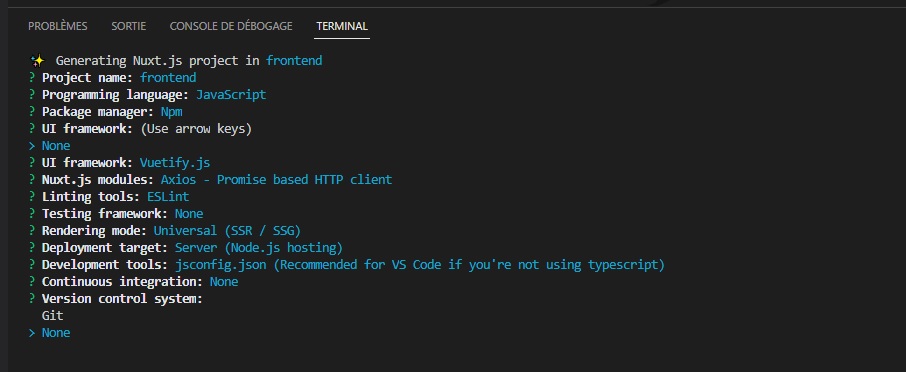 PROBLÈMES SORTIE CONSOLE DE DÉBOGAGE TERMINAL
✨ Generating Nuxt.js project in frontend
? Project name: frontend
? Programming language: JavaScript
? Package manager: Npm
? UI framework: (Use arrow keys)
> None
? UI framework: Vuetify.js
? Nuxt.js modules: Axios - Promise based HTTP client
? Linting tools: ESLint
? Testing framework: None
? Rendering mode: Universal (SSR / SSG)
? Deployment target: Server (Node.js hosting)
? Development tools: jsconfig.json (Recommended for VS Code if you're not using typescript)
? Continuous integration: None
? Version control system:
Git
> None